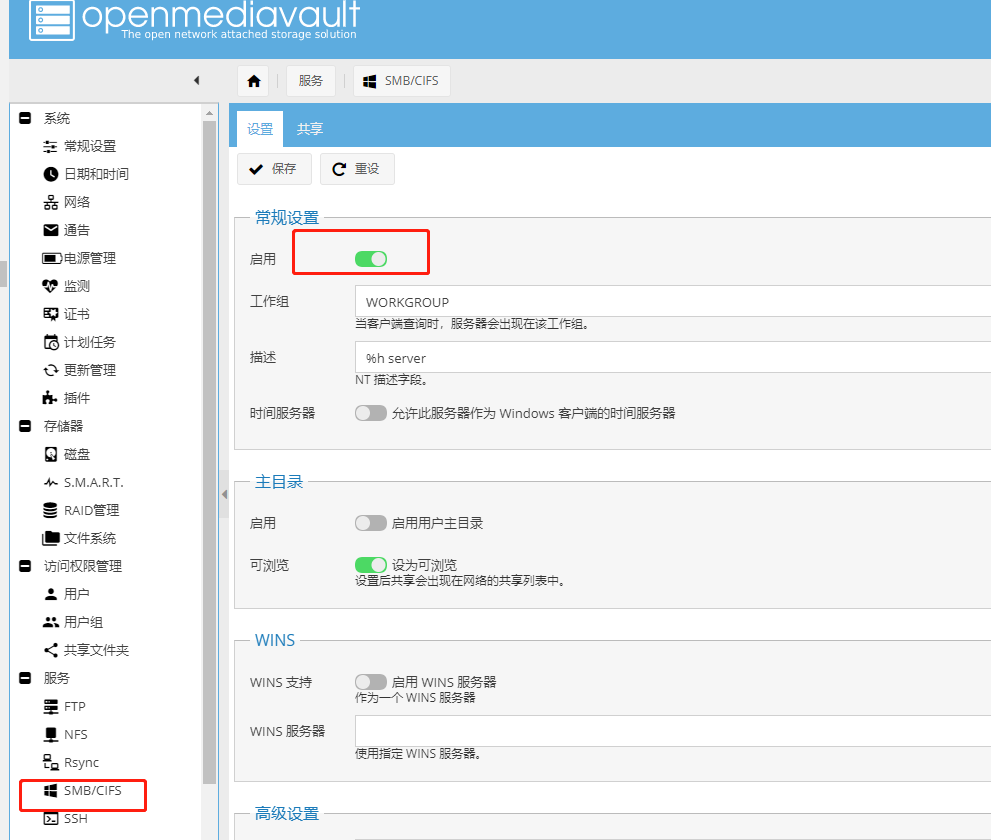 openmediavault
The open network attached storage solution
服务
SMB/CIFS
系统
常规设置
日期和时间
网络
通告
电源管理
监测
证书
计划任务
更新管理
插件
存储器
磁盘
S.M.A.R.T.
RAID管理
文件系统
访问权限管理
用户
用户组
共享文件夹
服务
FTP
NFS
Rsync
SMB/CIFS
SSH
设置 共享
保存 重设
常规设置
启用
工作组 WORKGROUP
当客户端查询时，服务器会出现在该工作组。
描述 %h server
NT 描述字段。
时间服务器 允许此服务器作为 Windows 客户端的时间服务器
主目录
启用 启用用户主目录
可浏览 设为可浏览
设置后共享会出现在网络的共享列表中。
WINS
WINS 支持 启用 WINS 服务器
作为一个 WINS 服务器
WINS 服务器
使用指定 WINS 服务器。
高级设置